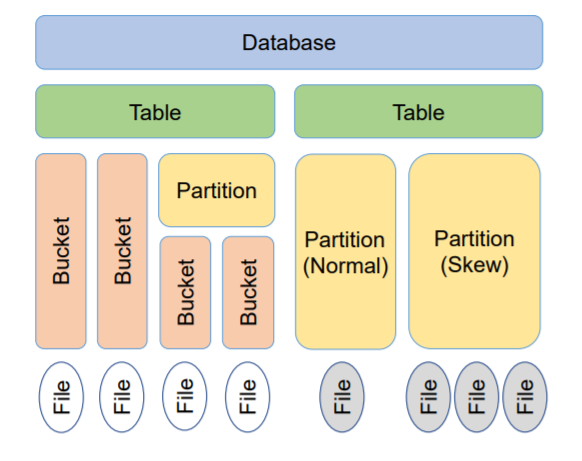 Database
Table
Table
Bucket
Bucket
Partition
Bucket
Bucket
Partition
(Normal)
Partition
(Skew)
File
File
File
File
File
File
File
File